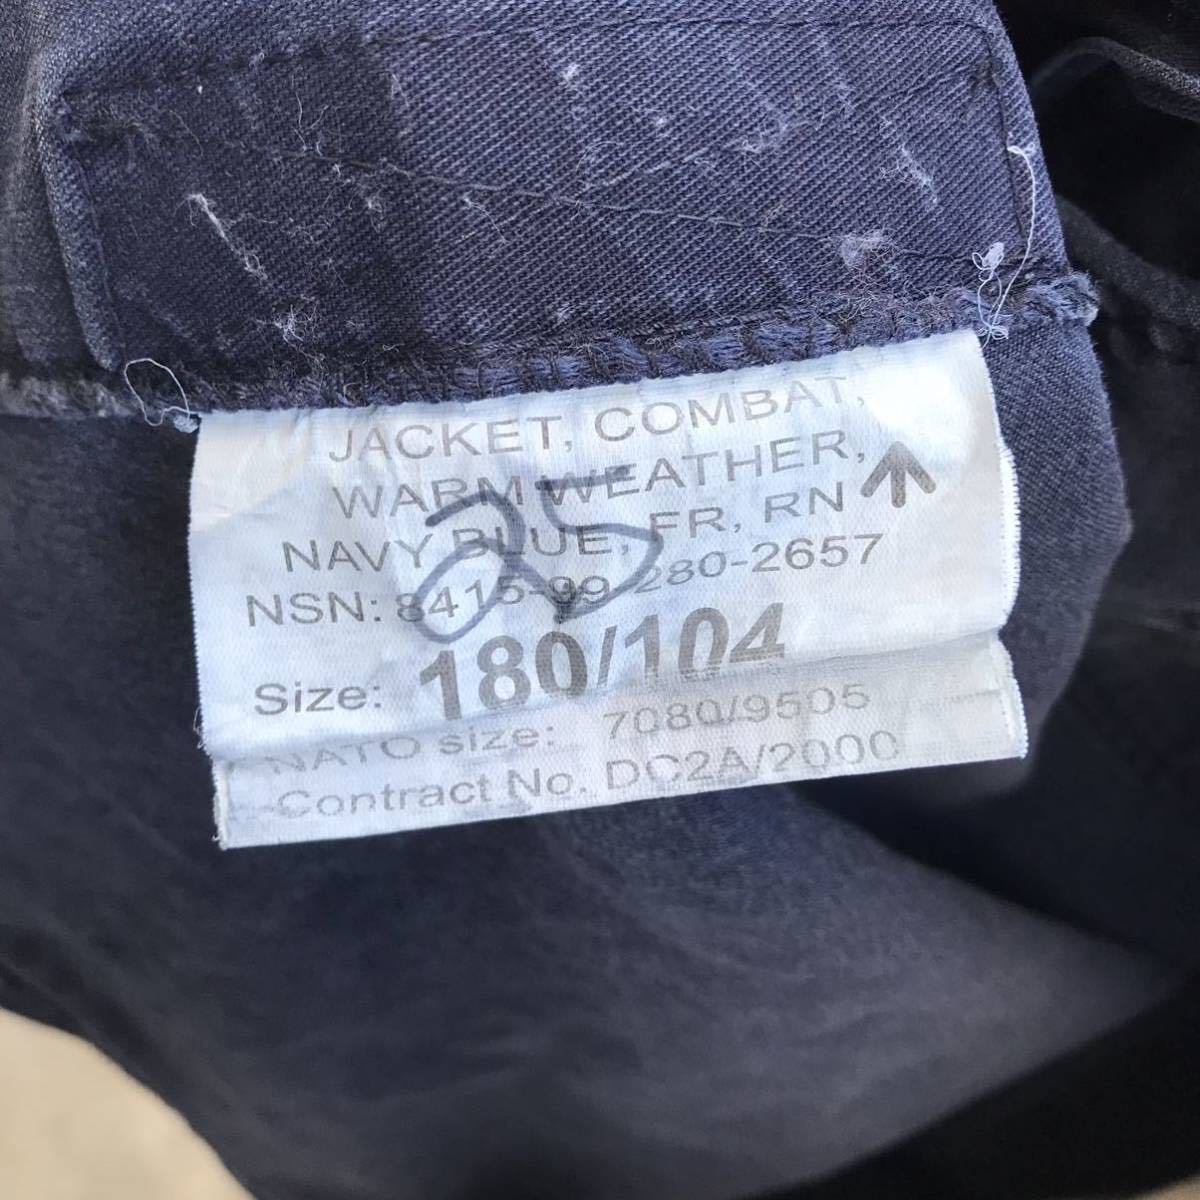 JACKET, COMBAT,
WARM WEATHER,
NAVY BLUE, FR, RN
NSN: 8415-99-280-2657
25
Size: 180/104
NATO size: 7080/9505
Contract No. DC2A/2000